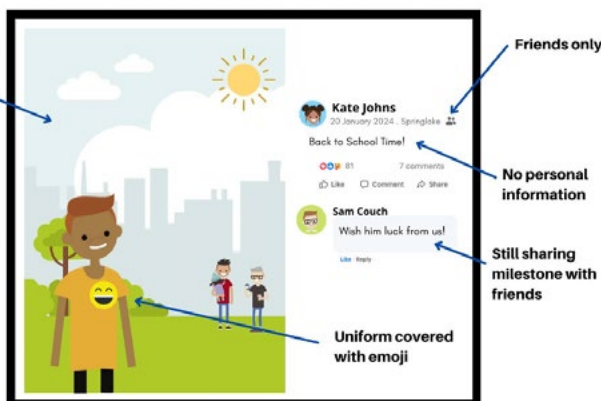 Friends only
Kate Johns
20 January 2024 . Springlake
Back to School Time!
81 7 comments
Like Comment Share
No personal
information
Sam Couch
Wish him luck from us!
Like Reply
Still sharing
milestone with
friends
Uniform covered
with emoji